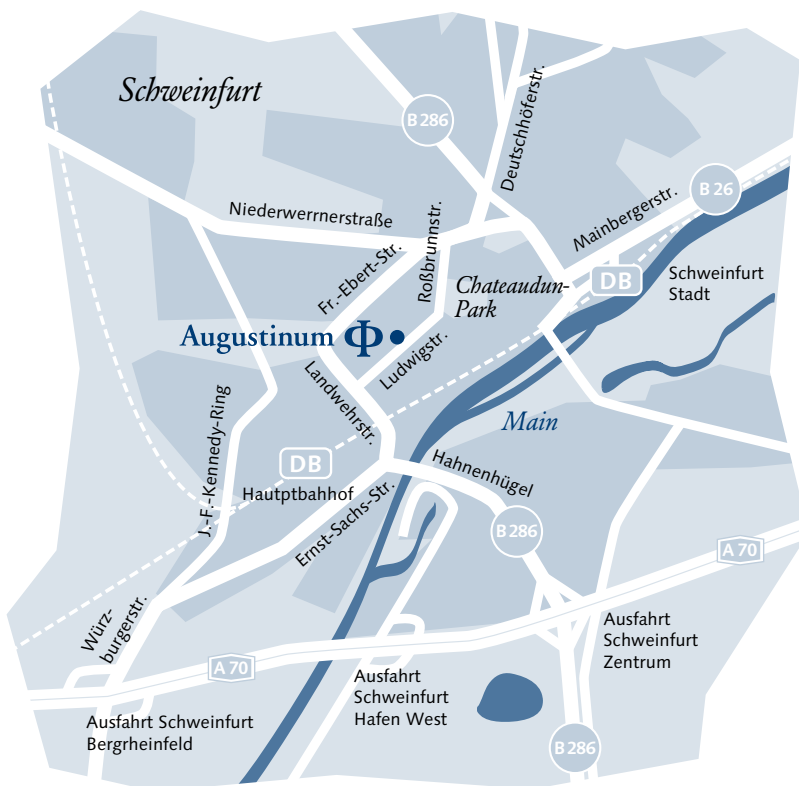 Schweinfurt
B 286
Deutschhöferstr.
B 26
Mainbergerstr.
Niederwerrnerstraße
Roßbrunnstr.
Fr.-Ebert-Str.
DB
Schweinfurt
Stadt
Chateaudun-
Park
Augustinum
Ludwigstr.
Landwehrstr.
J.-F.-Kennedy-Ring
Main
DB
Hautptbahhof
Hahnenhügel
Ernst-Sachs-Str.
B 286
A 70
Würz-
burgerstr.
Ausfahrt
Schweinfurt
Zentrum
A 70
Ausfahrt
Schweinfurt
Hafen West
Ausfahrt Schweinfurt
Bergrheinfeld
B 286